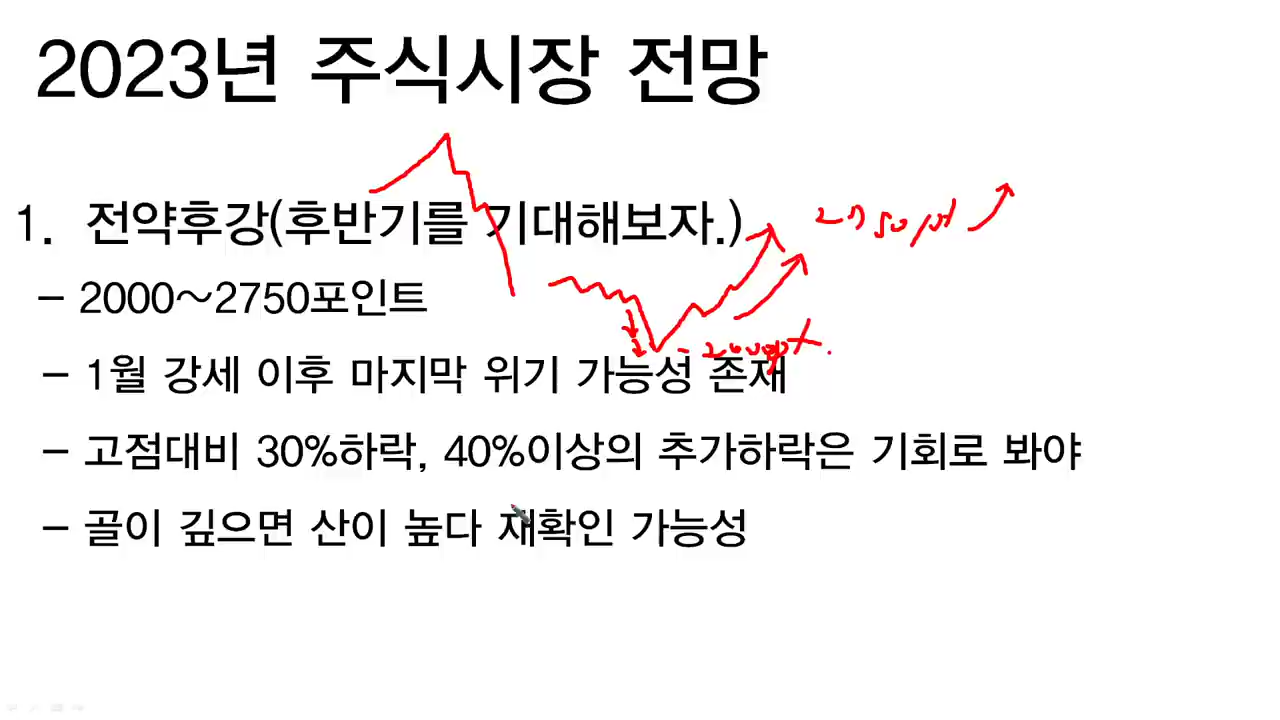 2023년 주식시장 전망
1. 전약후강(후반기를 기대해보자.)
2750pt
– 2000~2750포인트
- 2000pt.
– 1월 강세 이후 마지막 위기 가능성 존재
– 고점대비 30%하락, 40%이상의 추가하락은 기회로 봐야
– 골이 깊으면 산이 높다 재확인 가능성